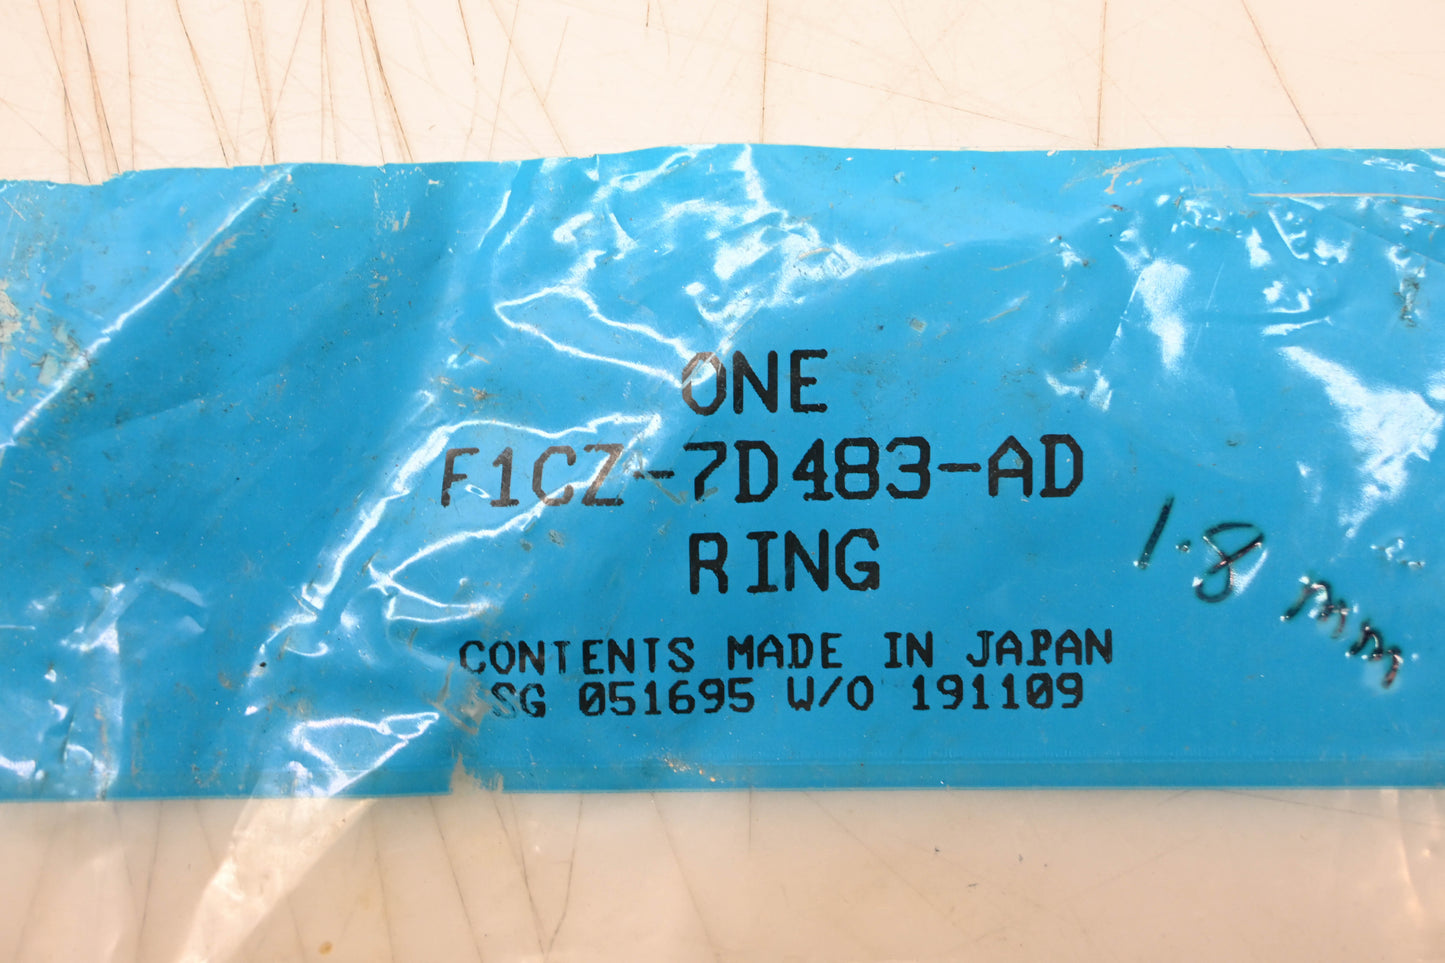 ONE
F1CZ-7D483-AD
RING
1.8 mm
CONTENTS MADE IN JAPAN
SG 051695 W/O 191109